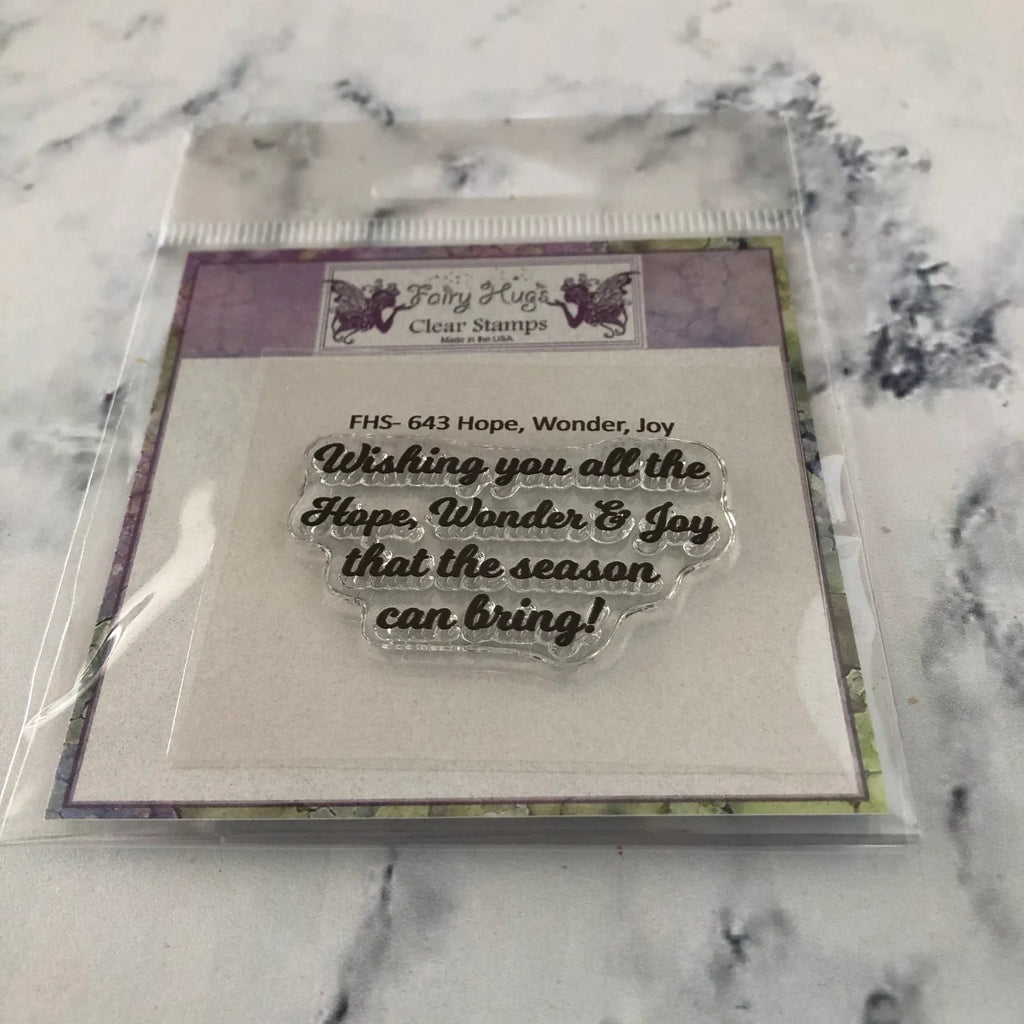 Fairy Hugs
Clear Stamps
Made in the USA
FHS- 643 Hope, Wonder, Joy
Wishing you all the
Hope, Wonder & Joy
that the season
can bring!